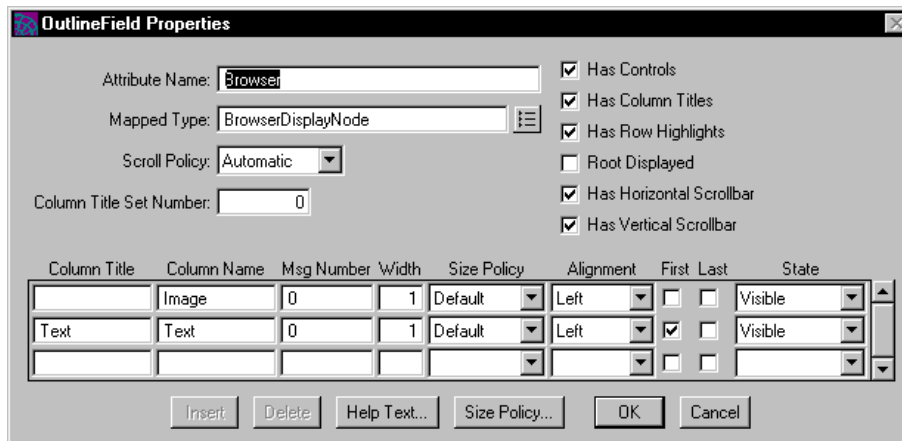 OutlineField Properties
Attribute Name: Browser
Mapped Type: BrowserDisplayNode
Scroll Policy: Automatic
Column Title Set Number: 0
Has Controls
Has Column Titles
Has Row Highlights
Root Displayed
Has Horizontal Scrollbar
Has Vertical Scrollbar
Column Title Column Name Msg Number Width Size Policy Alignment First Last State
Image 0 1 Default Left Visible
Text Text 0 1 Default Left Visible
Insert Delete Help Text... Size Policy... OK Cancel